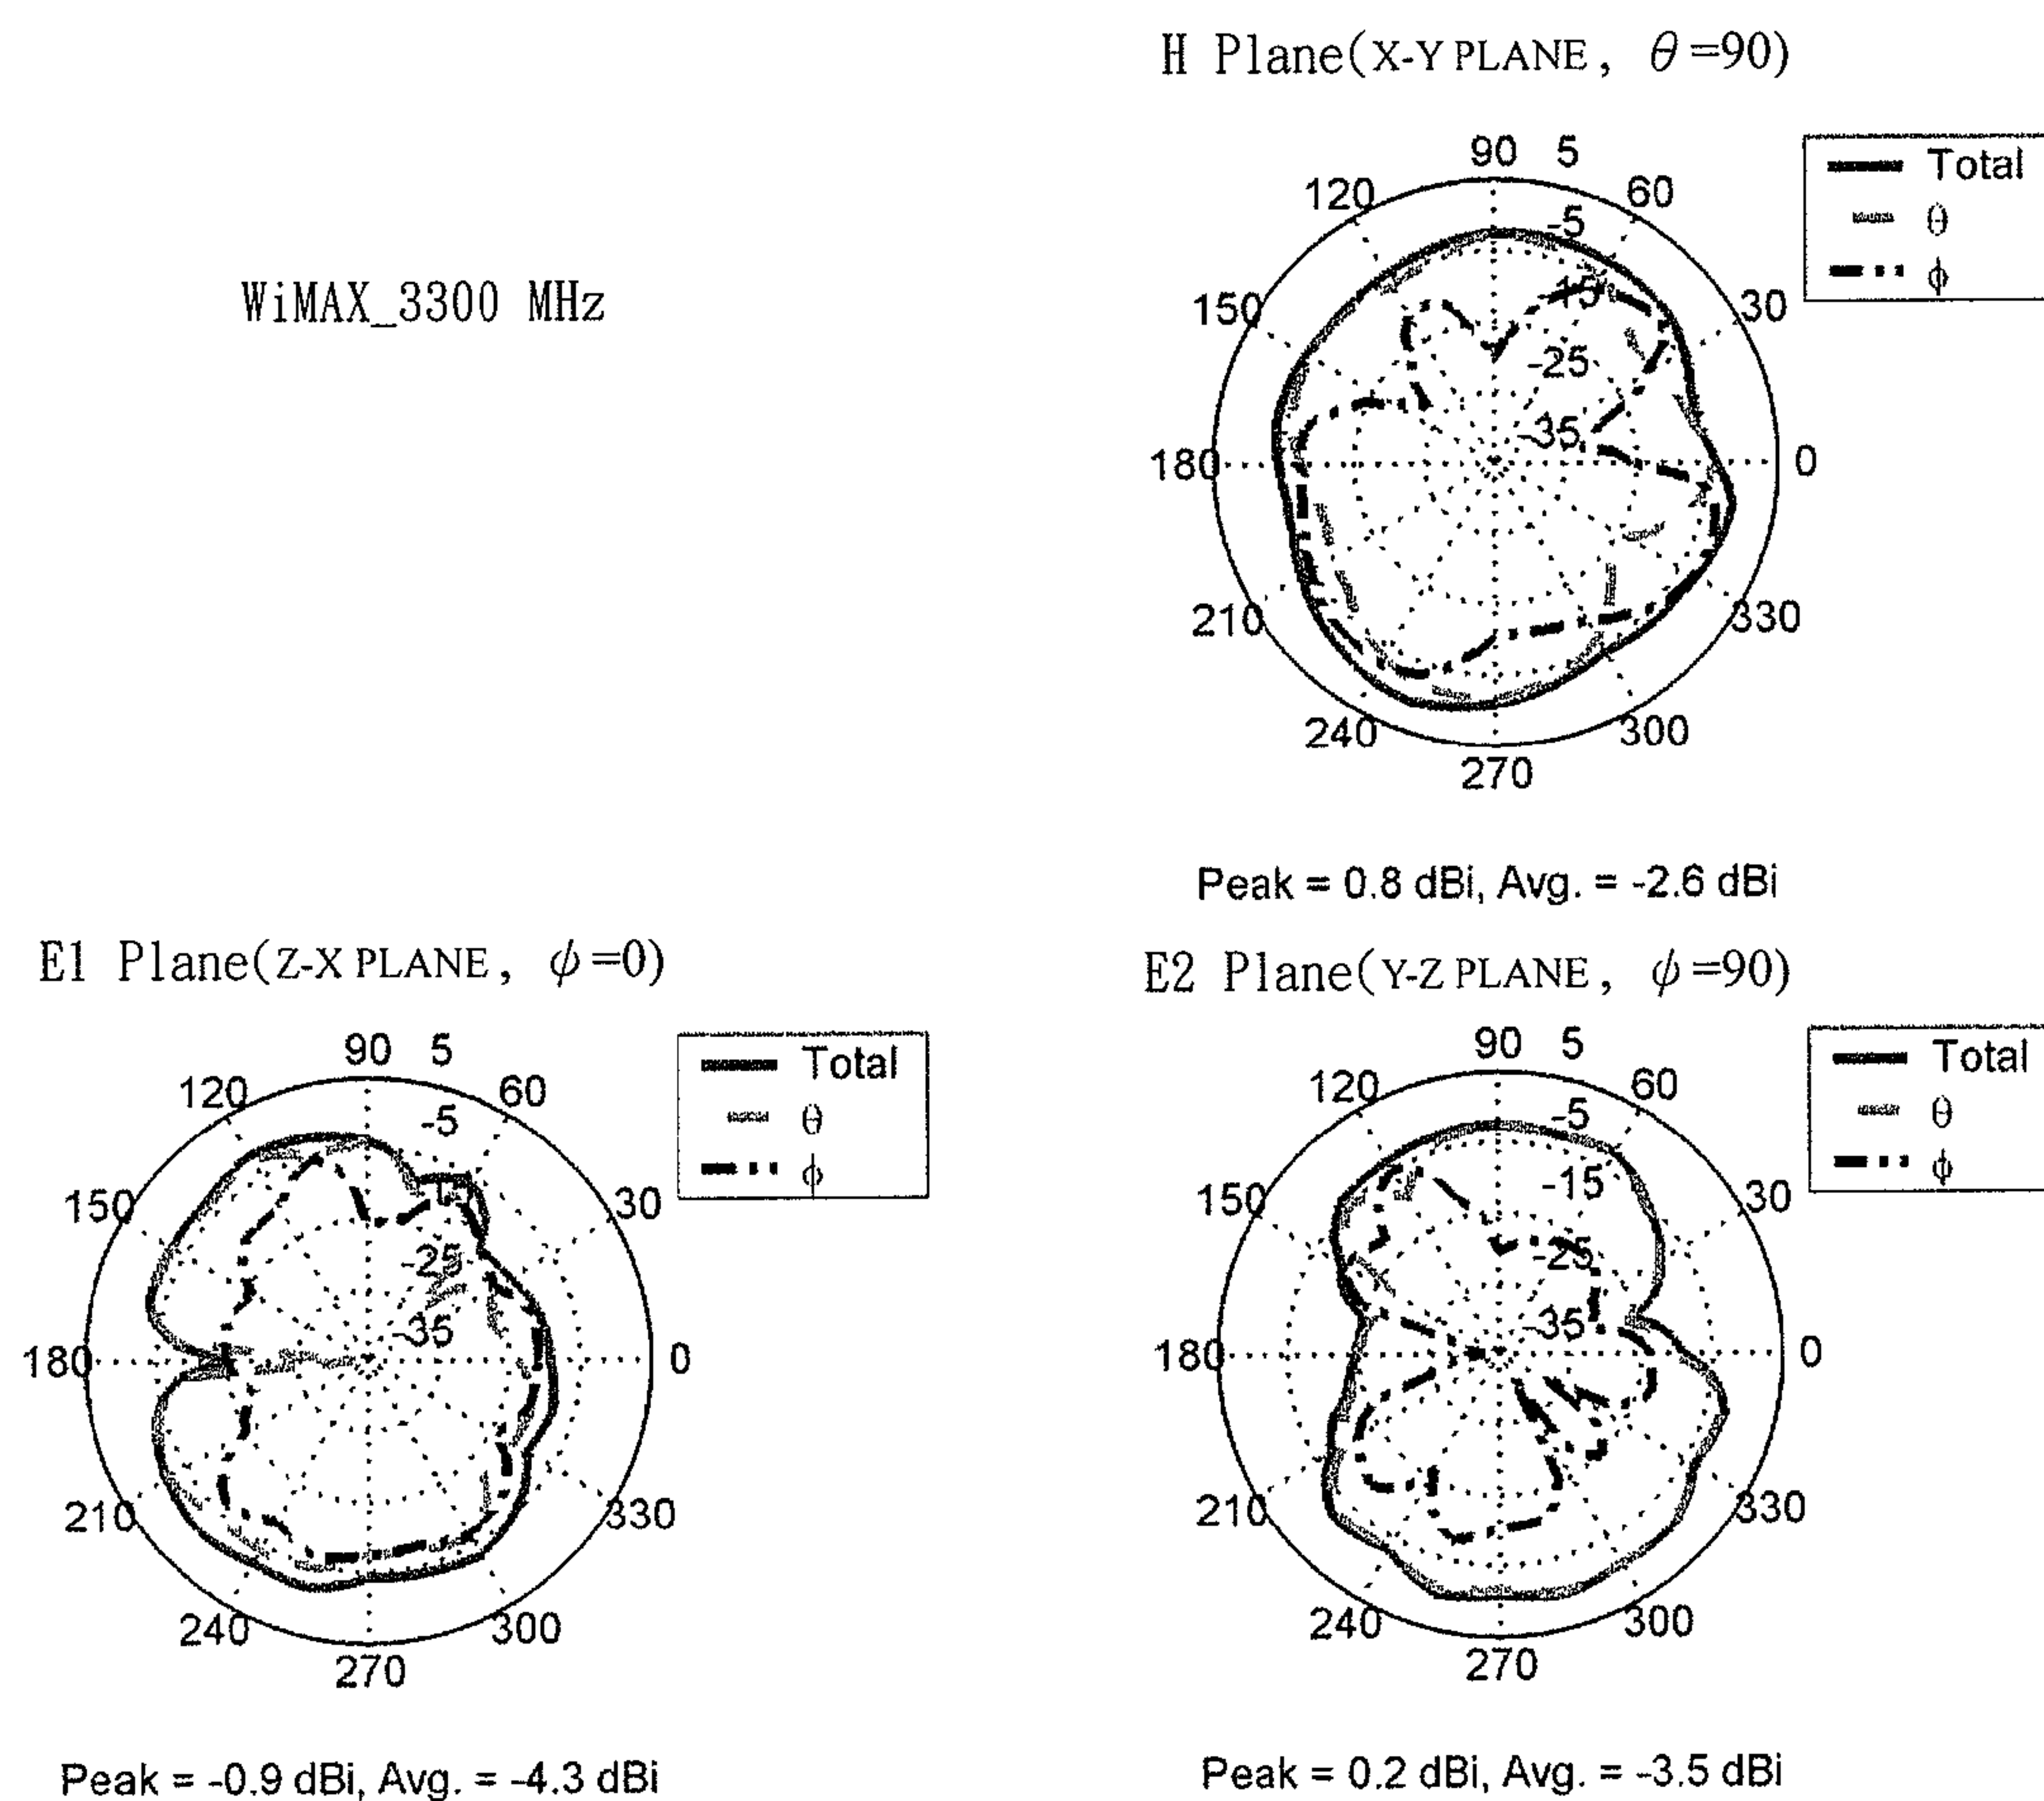 H Plane(X-Y PLANE, θ=90)
WiMAX_3300 MHz
90 5
120 60
-5
-15
150 30
-25
-35
180 0
210 330
240 300
270
Total
θ
ϕ
Peak = 0.8 dBi, Avg. = -2.6 dBi
E1 Plane(Z-X PLANE, ϕ=0)
90 5
120 60
-5
150 30
-25
-35
180 0
210 330
240 300
270
Total
θ
ϕ
Peak = -0.9 dBi, Avg. = -4.3 dBi
E2 Plane(Y-Z PLANE, ϕ=90)
90 5
120 60
-5
-15
150 30
-25
-35
180 0
210 330
240 300
270
Total
θ
ϕ
Peak = 0.2 dBi, Avg. = -3.5 dBi